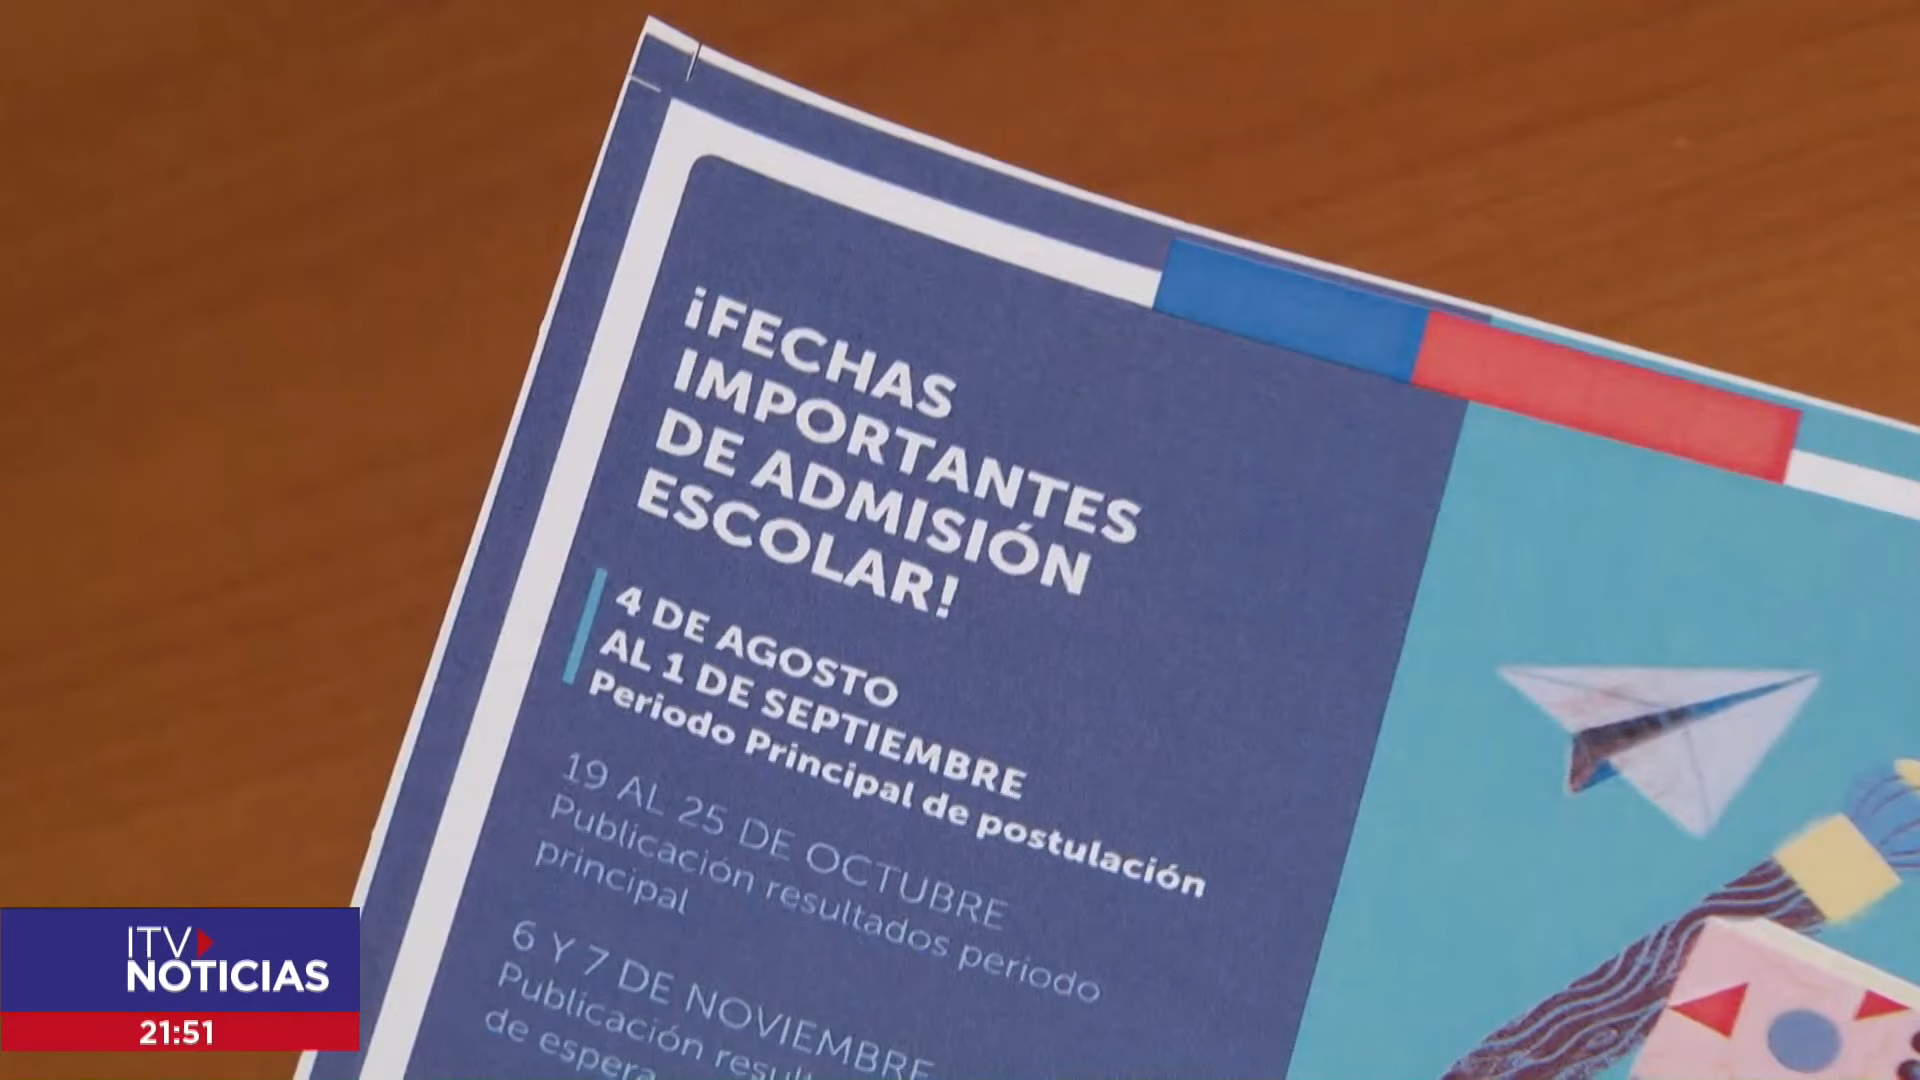 ¡FECHAS
IMPORTANTES
DE ADMISIÓN
ESCOLAR!
4 DE AGOSTO
AL 1 DE SEPTIEMBRE
Periodo Principal de postulación
19 AL 25 DE OCTUBRE
Publicación resultados periodo
principal
6 Y 7 DE NOVIEMBRE
Publicación
de espera
ITV
NOTICIAS
21:51